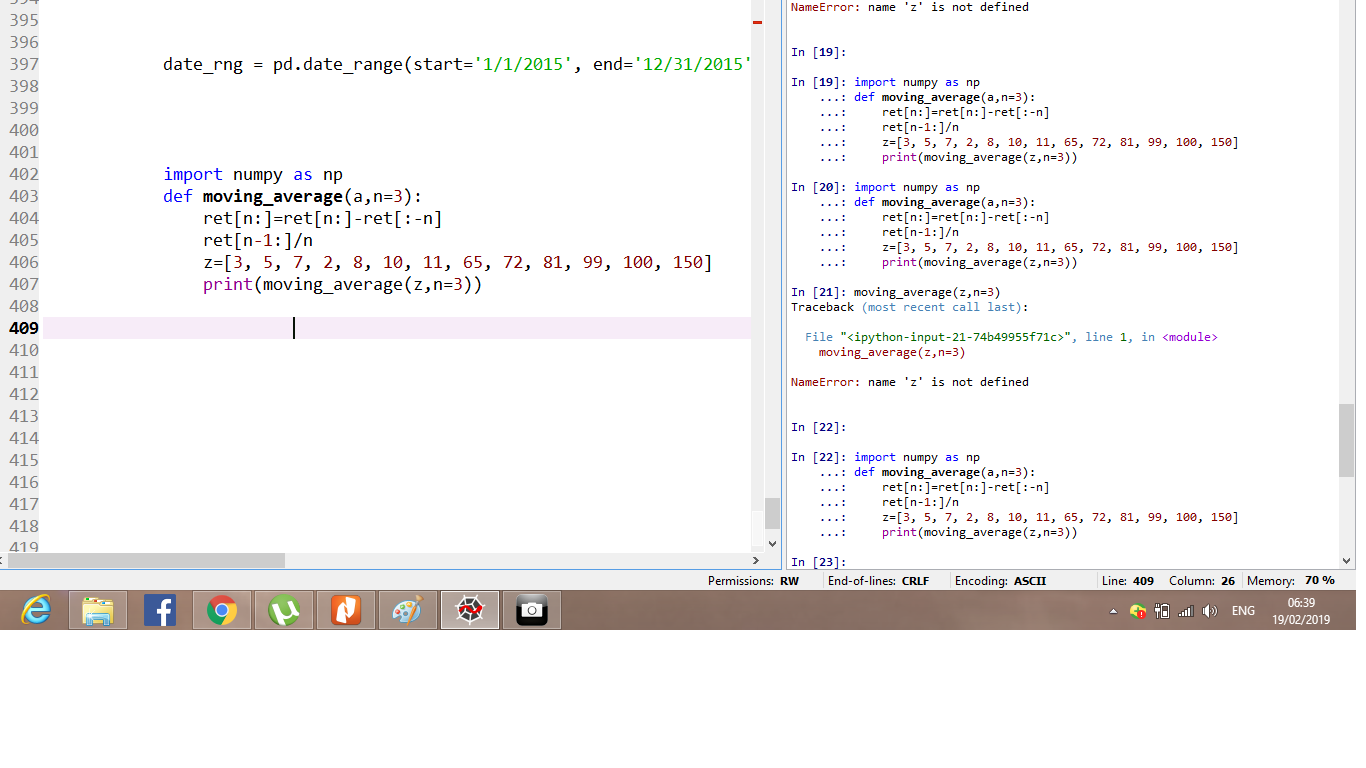 394
395
396
397 date_rng = pd.date_range(start='1/1/2015', end='12/31/2015'
398
399
400
401
402 import numpy as np
403 def moving_average(a,n=3):
404 ret[n:]=ret[n:]-ret[:-n]
405 ret[n-1:]/n
406 z=[3, 5, 7, 2, 8, 10, 11, 65, 72, 81, 99, 100, 150]
407 print(moving_average(z,n=3))
408
409
410
411
412
413
414
415
416
417
418
419
NameError: name 'z' is not defined
In [19]:
In [19]: import numpy as np
...: def moving_average(a,n=3):
...: ret[n:]=ret[n:]-ret[:-n]
...: ret[n-1:]/n
...: z=[3, 5, 7, 2, 8, 10, 11, 65, 72, 81, 99, 100, 150]
...: print(moving_average(z,n=3))
In [20]: import numpy as np
...: def moving_average(a,n=3):
...: ret[n:]=ret[n:]-ret[:-n]
...: ret[n-1:]/n
...: z=[3, 5, 7, 2, 8, 10, 11, 65, 72, 81, 99, 100, 150]
...: print(moving_average(z,n=3))
In [21]: moving_average(z,n=3)
Traceback (most recent call last):
File "<ipython-input-21-74b49955f71c>", line 1, in <module>
moving_average(z,n=3)
NameError: name 'z' is not defined
In [22]:
In [22]: import numpy as np
...: def moving_average(a,n=3):
...: ret[n:]=ret[n:]-ret[:-n]
...: ret[n-1:]/n
...: z=[3, 5, 7, 2, 8, 10, 11, 65, 72, 81, 99, 100, 150]
...: print(moving_average(z,n=3))
In [23]:
Permissions: RW End-of-lines: CRLF Encoding: ASCII Line: 409 Column: 26 Memory: 70 %
ENG 06:39
19/02/2019